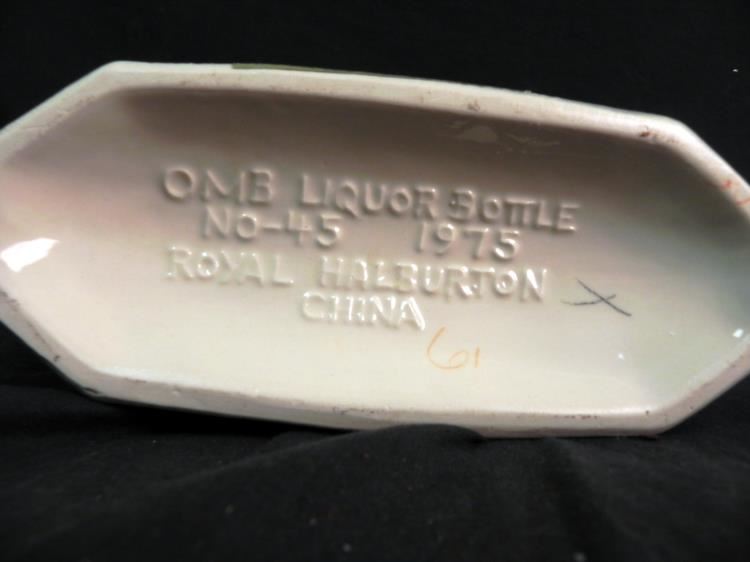 OMB LIQUOR BOTTLE
NO-45 1975
ROYAL HALBURTON
CHINA
61
X